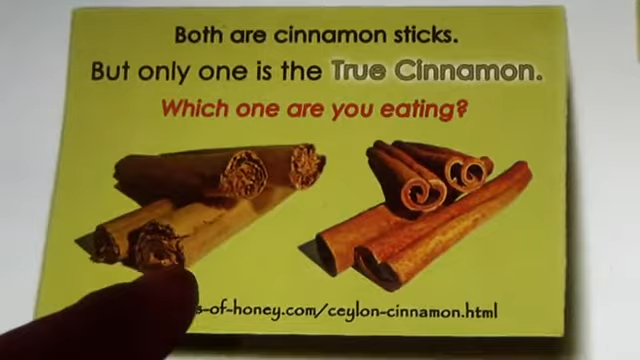 Both are cinnamon sticks.
But only one is the True Cinnamon.
Which one are you eating?
s-of-honey.com/ceylon-cinnamon.html